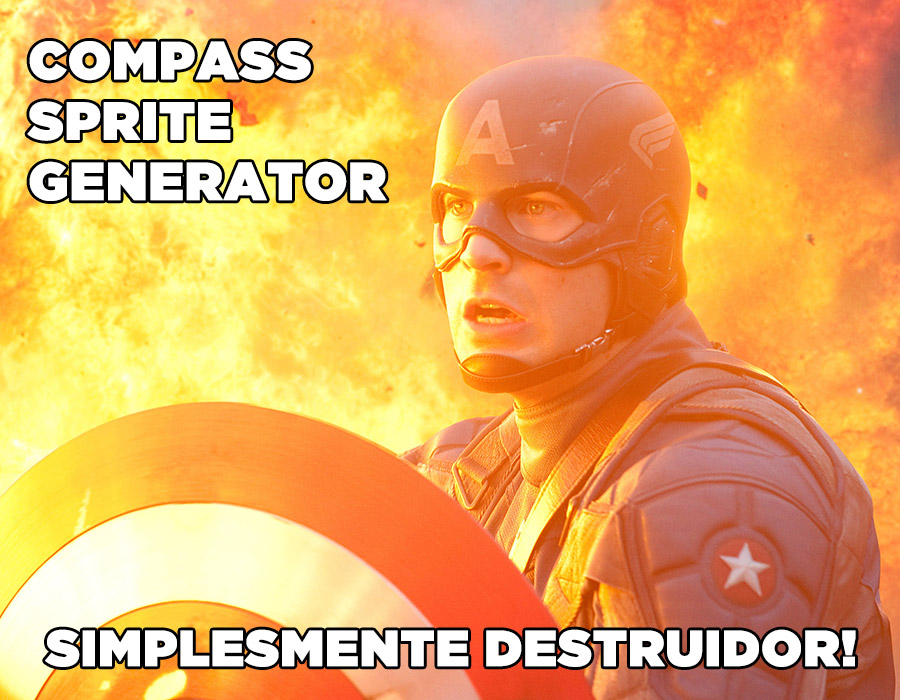 COMPASS
SPRITE
GENERATOR
A
SIMPLESMENTE DESTRUIDOR!